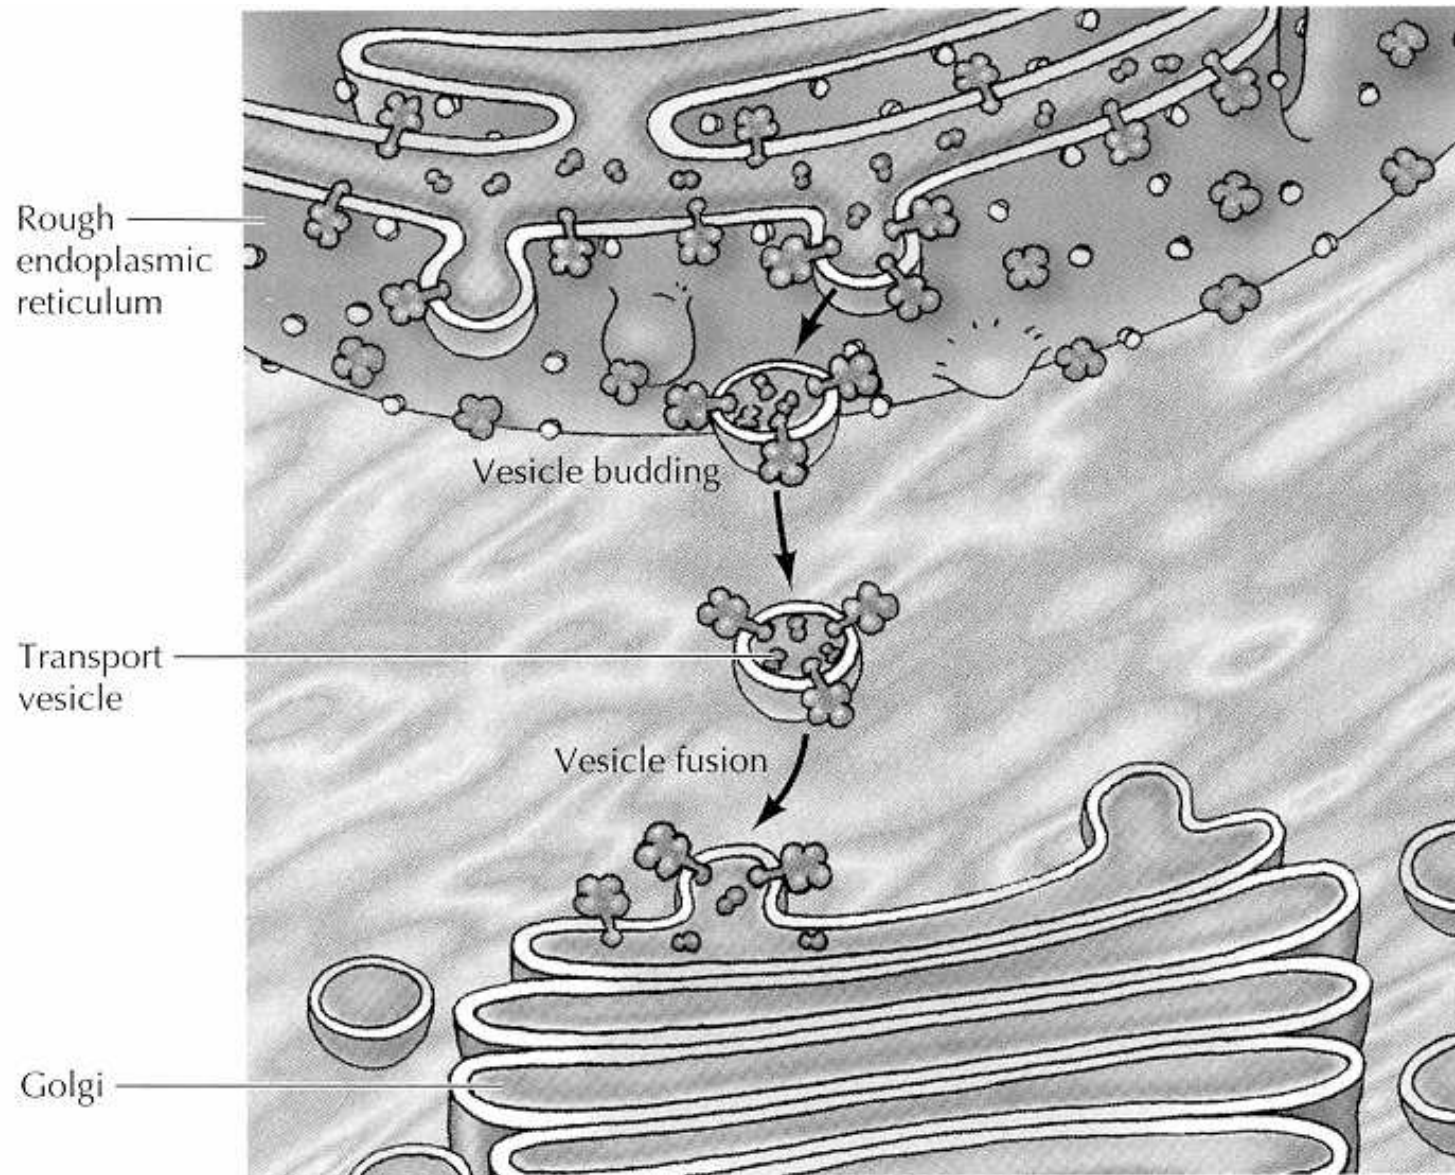 Rough
endoplasmic
reticulum
Vesicle budding
Transport
vesicle
Vesicle fusion
Golgi